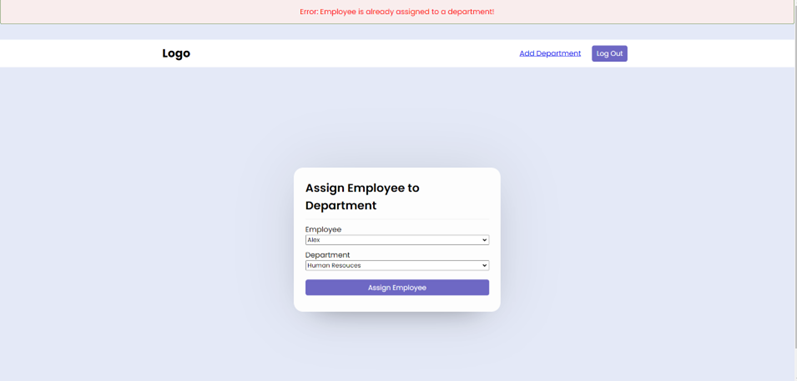 Error: Employee is already assigned to a department!
Logo
Add Department
Log Out
Assign Employee to
Department
Employee
Alex
Department
Human Resouces
Assign Employee